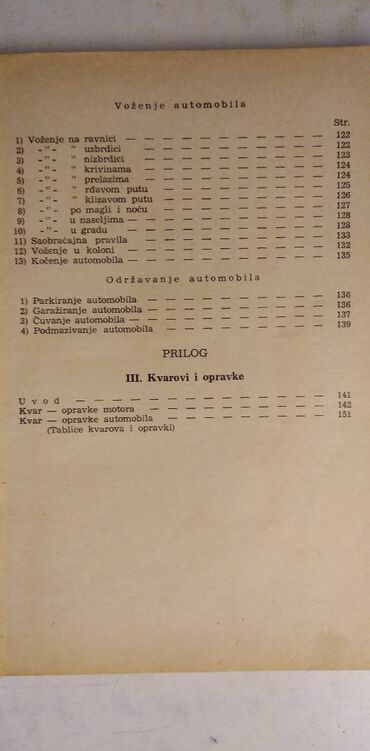 Voženje automobila
Str.
1) Voženje na ravnici — — — — — — — — — 122
2) -"- " uzbrdici — — — — — — — — — 122
3) -"- " nizbrdici — — — — — — — — — 123
4) -"- " krivinama — — — — — — — — — 124
5) -"- " prelazima — — — — — — — — — 124
6) -"- " rđavom putu — — — — — — — — 125
7) -"- " klizavom putu — — — — — — — — 126
8) -"- po magli i noću — — — — — — — — 127
9) -"- u naseljima — — — — — — — — — 128
10) -"- u gradu — — — — — — — — — 128
11) Saobraćajna pravila — — — — — — — — — 133
12) Voženje u koloni — — — — — — — — — 132
13) Kočenje automobila — — — — — — — — — 135
Održavanje automobila
1) Parkiranje automobila — — — — — — — — 136
2) Garažiranje automobila — — — — — — — — 136
3) Čuvanje automobila — — — — — — — — — 137
4) Podmazivanje automobila — — — — — — — — 139
PRILOG
III. Kvarovi i opravke
Uvod — — — — — — — — — — — — 141
Kvar — opravke motora — — — — — — — — — 142
Kvar — opravke automobila — — — — — — — — 151
(Tablice kvarova i opravki)